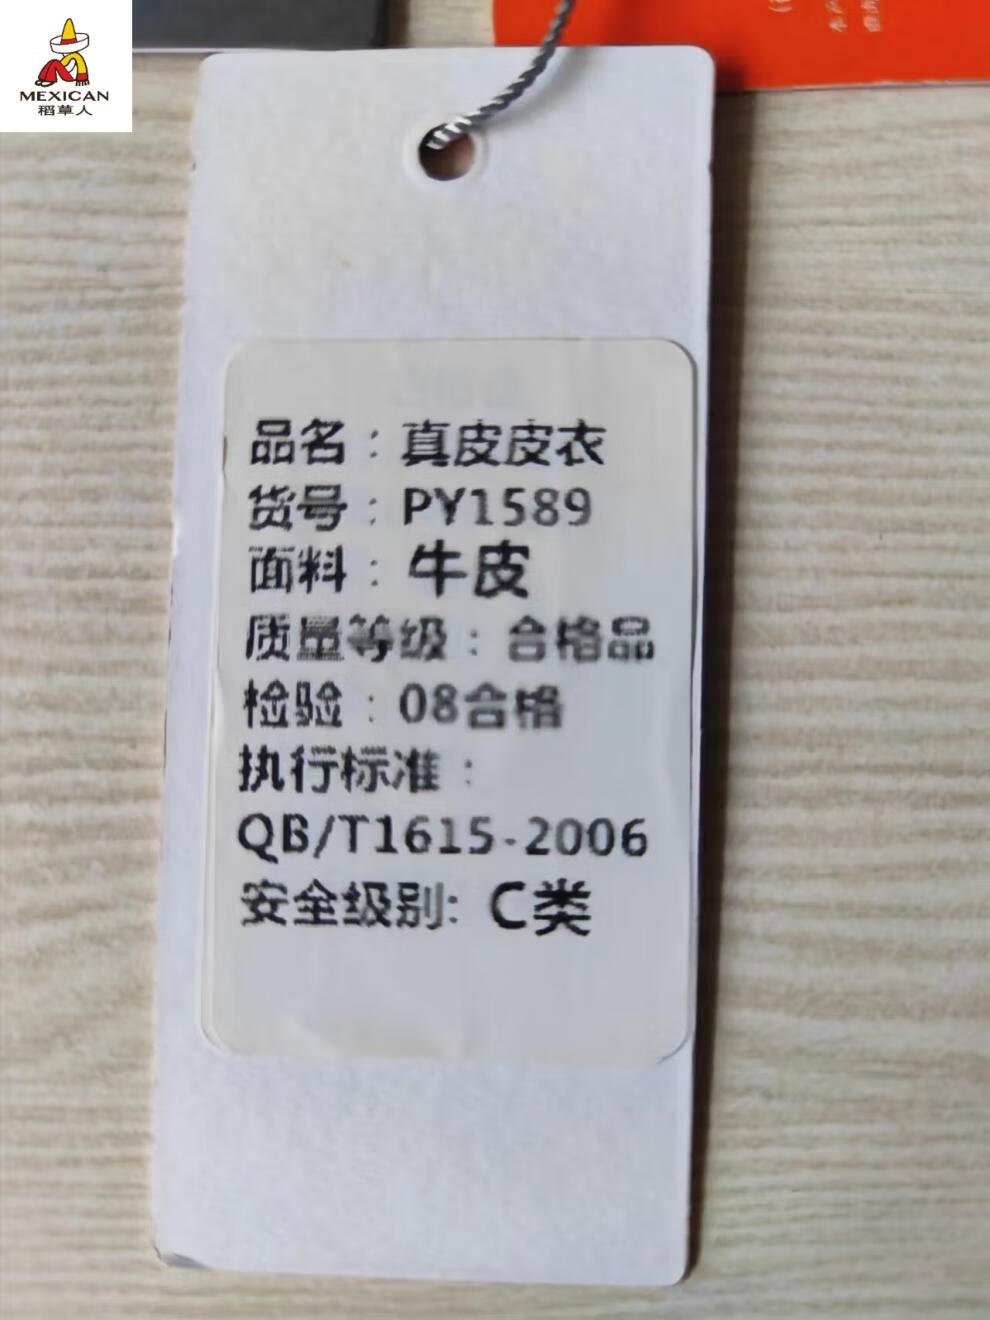 MEXICAN
稻草人
品名：真皮皮衣
货号：PY1589
面料：牛皮
质量等级：合格品
检验：08合格
执行标准：
QB/T1615-2006
安全级别: C类